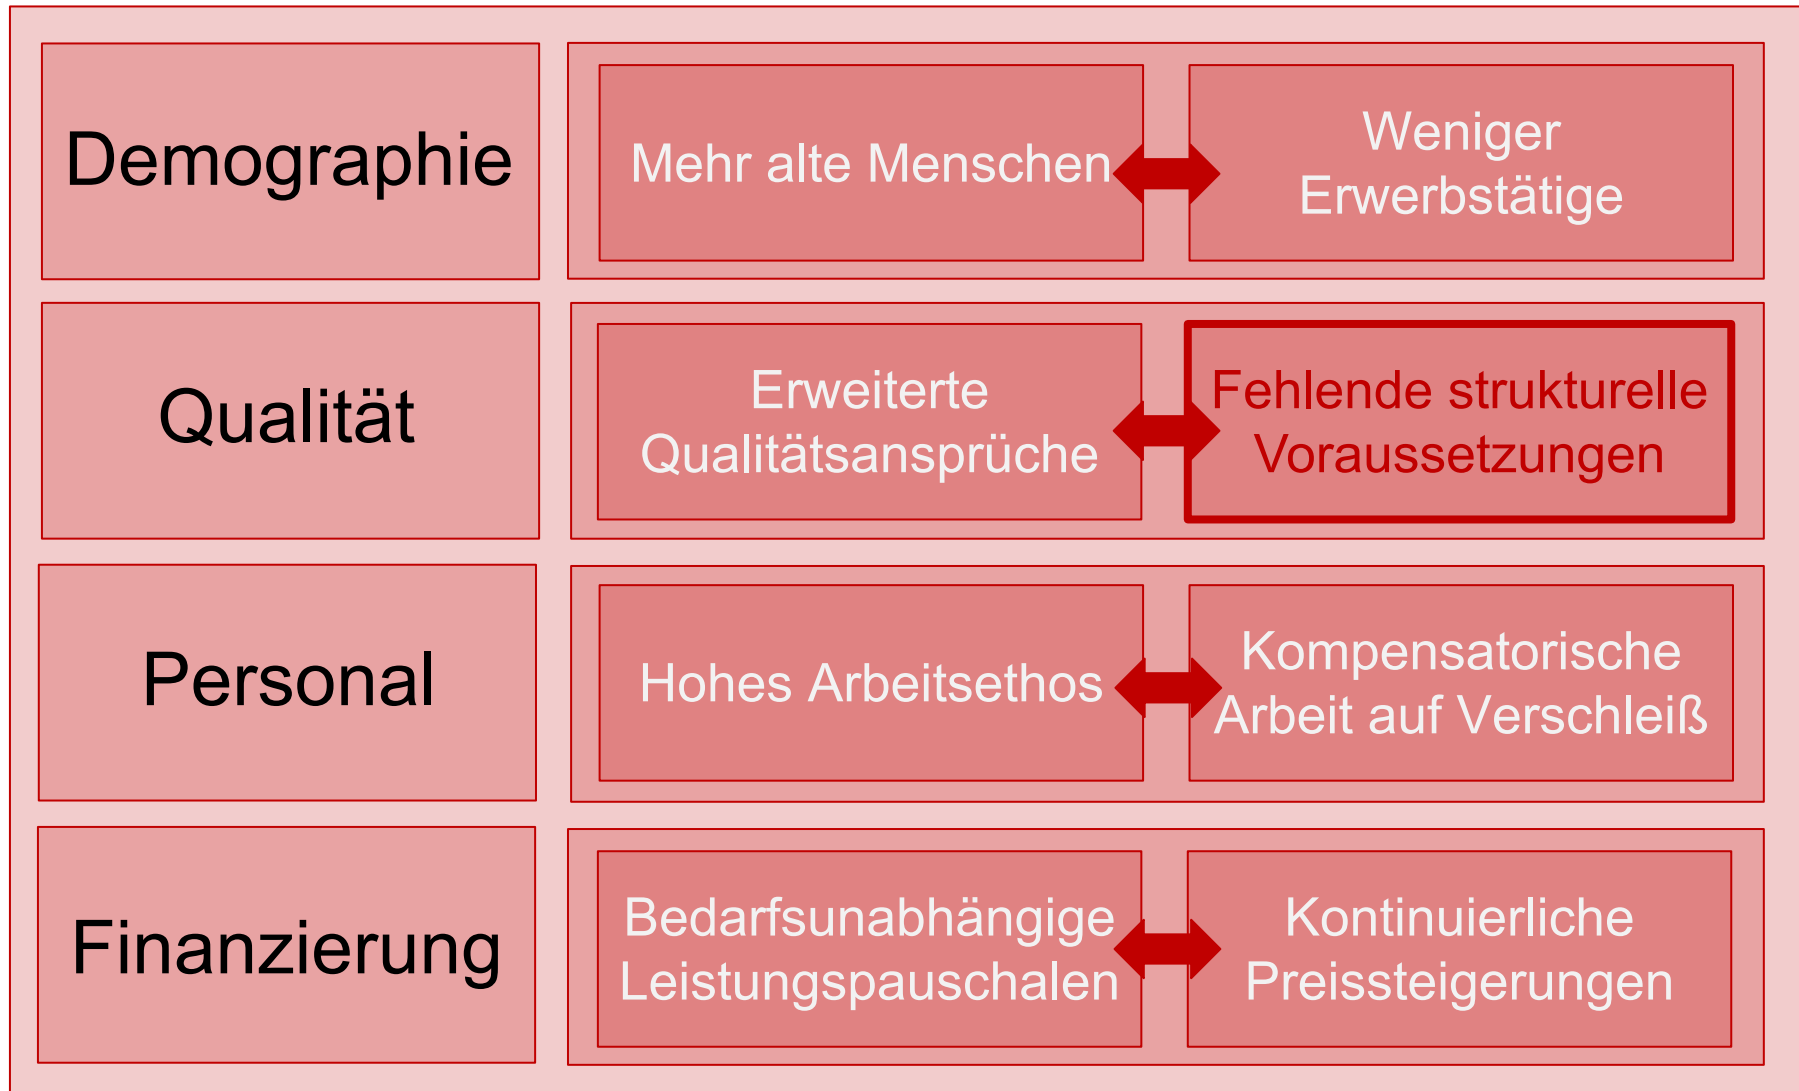 Demographie
Mehr alte Menschen
Weniger
Erwerbstätige
Qualität
Erweiterte
Qualitätsansprüche
Fehlende strukturelle
Voraussetzungen
Personal
Hohes Arbeitsethos
Kompensatorische
Arbeit auf Verschleiß
Finanzierung
Bedarfsunabhängige
Leistungspauschalen
Kontinuierliche
Preissteigerungen